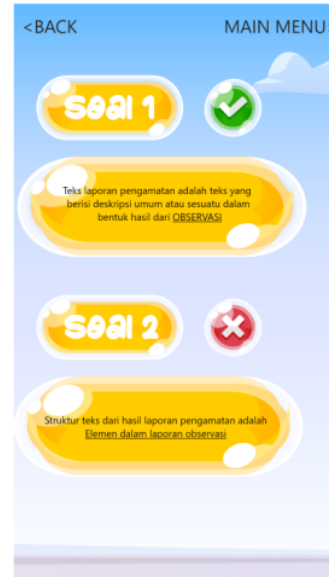 <BACK
MAIN MENU
soal 1
Teks laporan pengamatan adalah teks yang
berisi deskripsi umum atau sesuatu dalam
bentuk hasil dari OBSERVASI
soal 2
Struktur teks dari hasil laporan pengamatan adalah
Elemen dalam laporan observasi